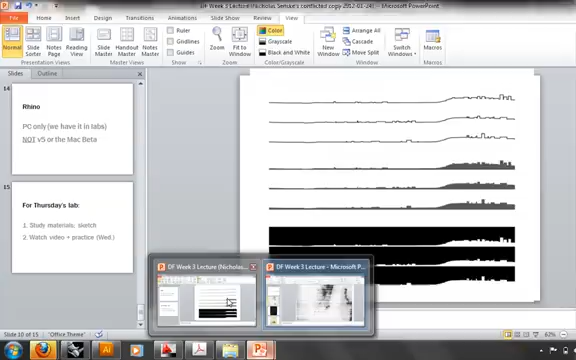 DF Week 3 Lecture (Nicholas Senske's conflicted copy 2012-01-24) - PowerPoint
File Home Insert Design Transitions Animations Slide Show Review View
Normal Slide Sorter Notes Page Reading View
Slide Master Handout Master Notes Master
Ruler
Gridlines
Guides
Zoom Fit to Window
Color
Grayscale
Black and White
New Window
Arrange All
Cascade
Move Split
Switch Windows
Macros
Presentation Views Master Views Show Zoom Color/Grayscale Window Macros
Slides Outline
14
Rhino
PC only (we have it in labs)
NOT v5 or the Mac Beta
15
For Thursday's lab:
1. Study materials; sketch
2. Watch video + practice (Wed.)
DF Week 3 Lecture (Nicholas...
DF Week 3 Lecture - Microsoft P...
Slide 10 of 15 "Office Theme"
62%